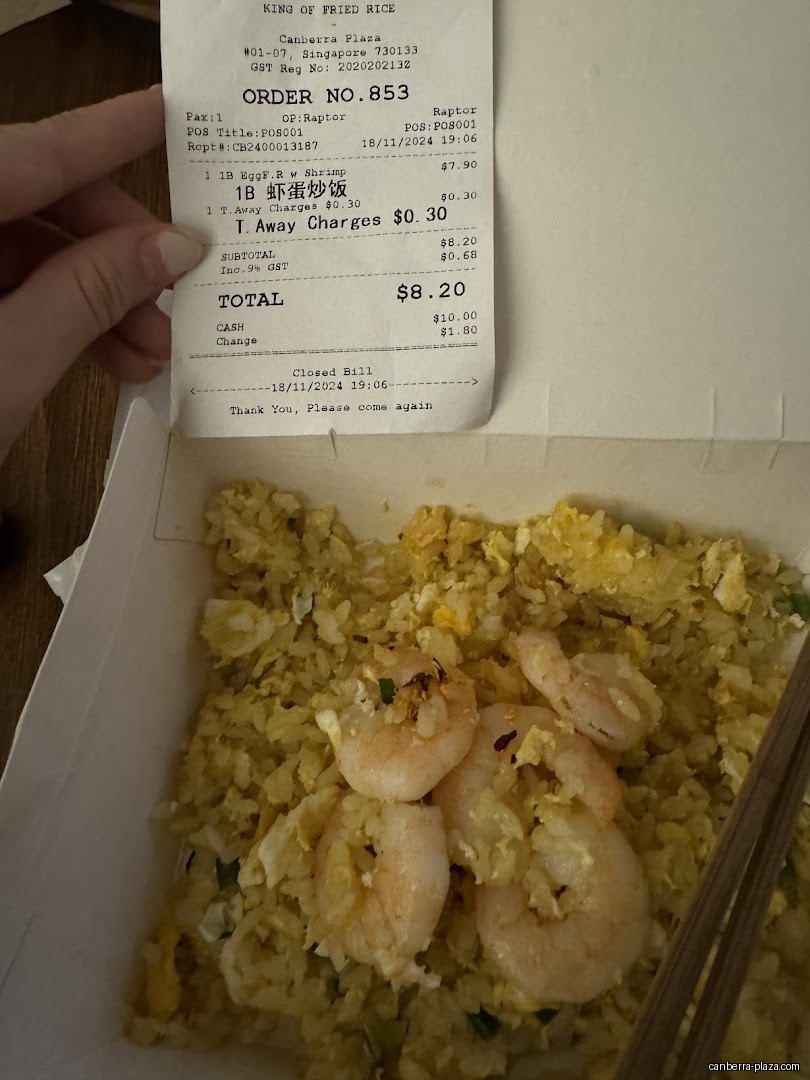 KING OF FRIED RICE
-
Canberra Plaza
#01-07, Singapore 730133
GST Reg No: 202020213Z
ORDER NO.853
Pax:1 OP:Raptor Raptor
POS Title:POS001 POS:POS001
Rcpt#:CB2400013187 18/11/2024 19:06
1 1B EggF.R w Shrimp $7.90
1B 虾蛋炒饭
1 T.Away Charges $0.30 $0.30
T.Away Charges $0.30
SUBTOTAL $8.20
Inc.9% GST $0.68
TOTAL $8.20
CASH $10.00
Change $1.80
Closed Bill
<----------18/11/2024 19:06----------->
Thank You, Please come again
canberra-plaza.com